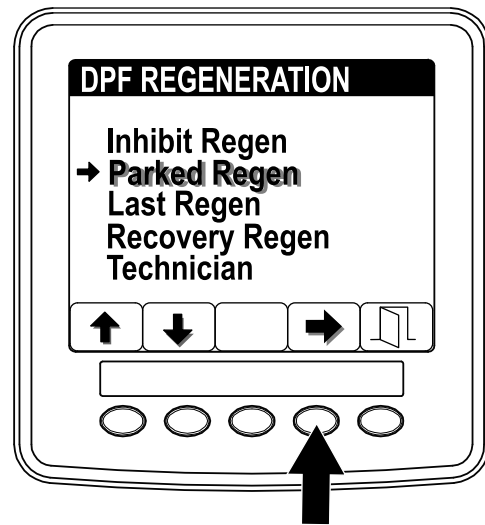 DPF REGENERATION
Inhibit Regen
Parked Regen
Last Regen
Recovery Regen
Technician